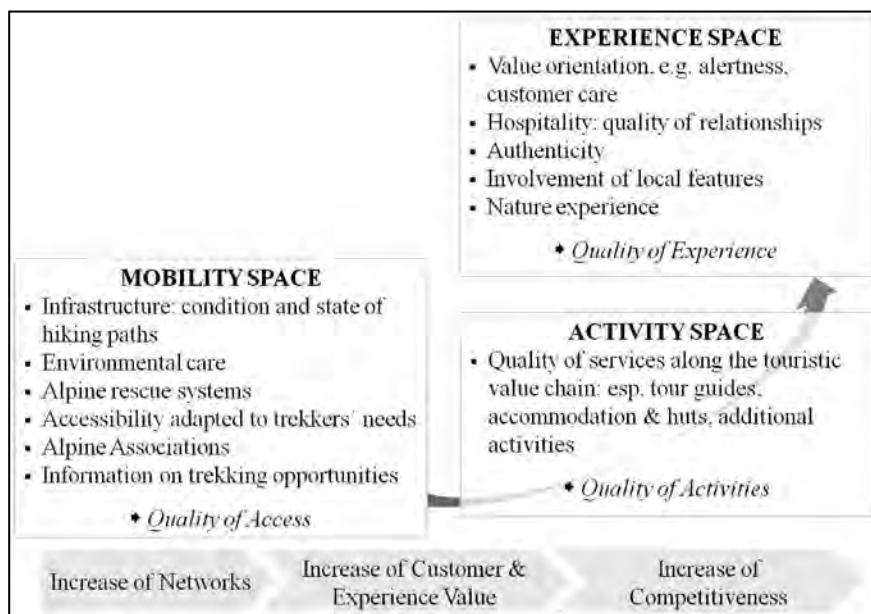 EXPERIENCE SPACE
▪ Value orientation, e.g. alertness,
customer care
▪ Hospitality: quality of relationships
▪ Authenticity
▪ Involvement of local features
▪ Nature experience
➧ Quality of Experience
MOBILITY SPACE
▪ Infrastructure: condition and state of
hiking paths
▪ Environmental care
▪ Alpine rescue systems
▪ Accessibility adapted to trekkers´ needs
▪ Alpine Associations
▪ Information on trekking opportunities
➧ Quality of Access
ACTIVITY SPACE
▪ Quality of services along the touristic
value chain: esp. tour guides,
accommodation & huts, additional
activities
➧ Quality of Activities
Increase of Networks
Increase of Customer &
Experience Value
Increase of
Competitiveness